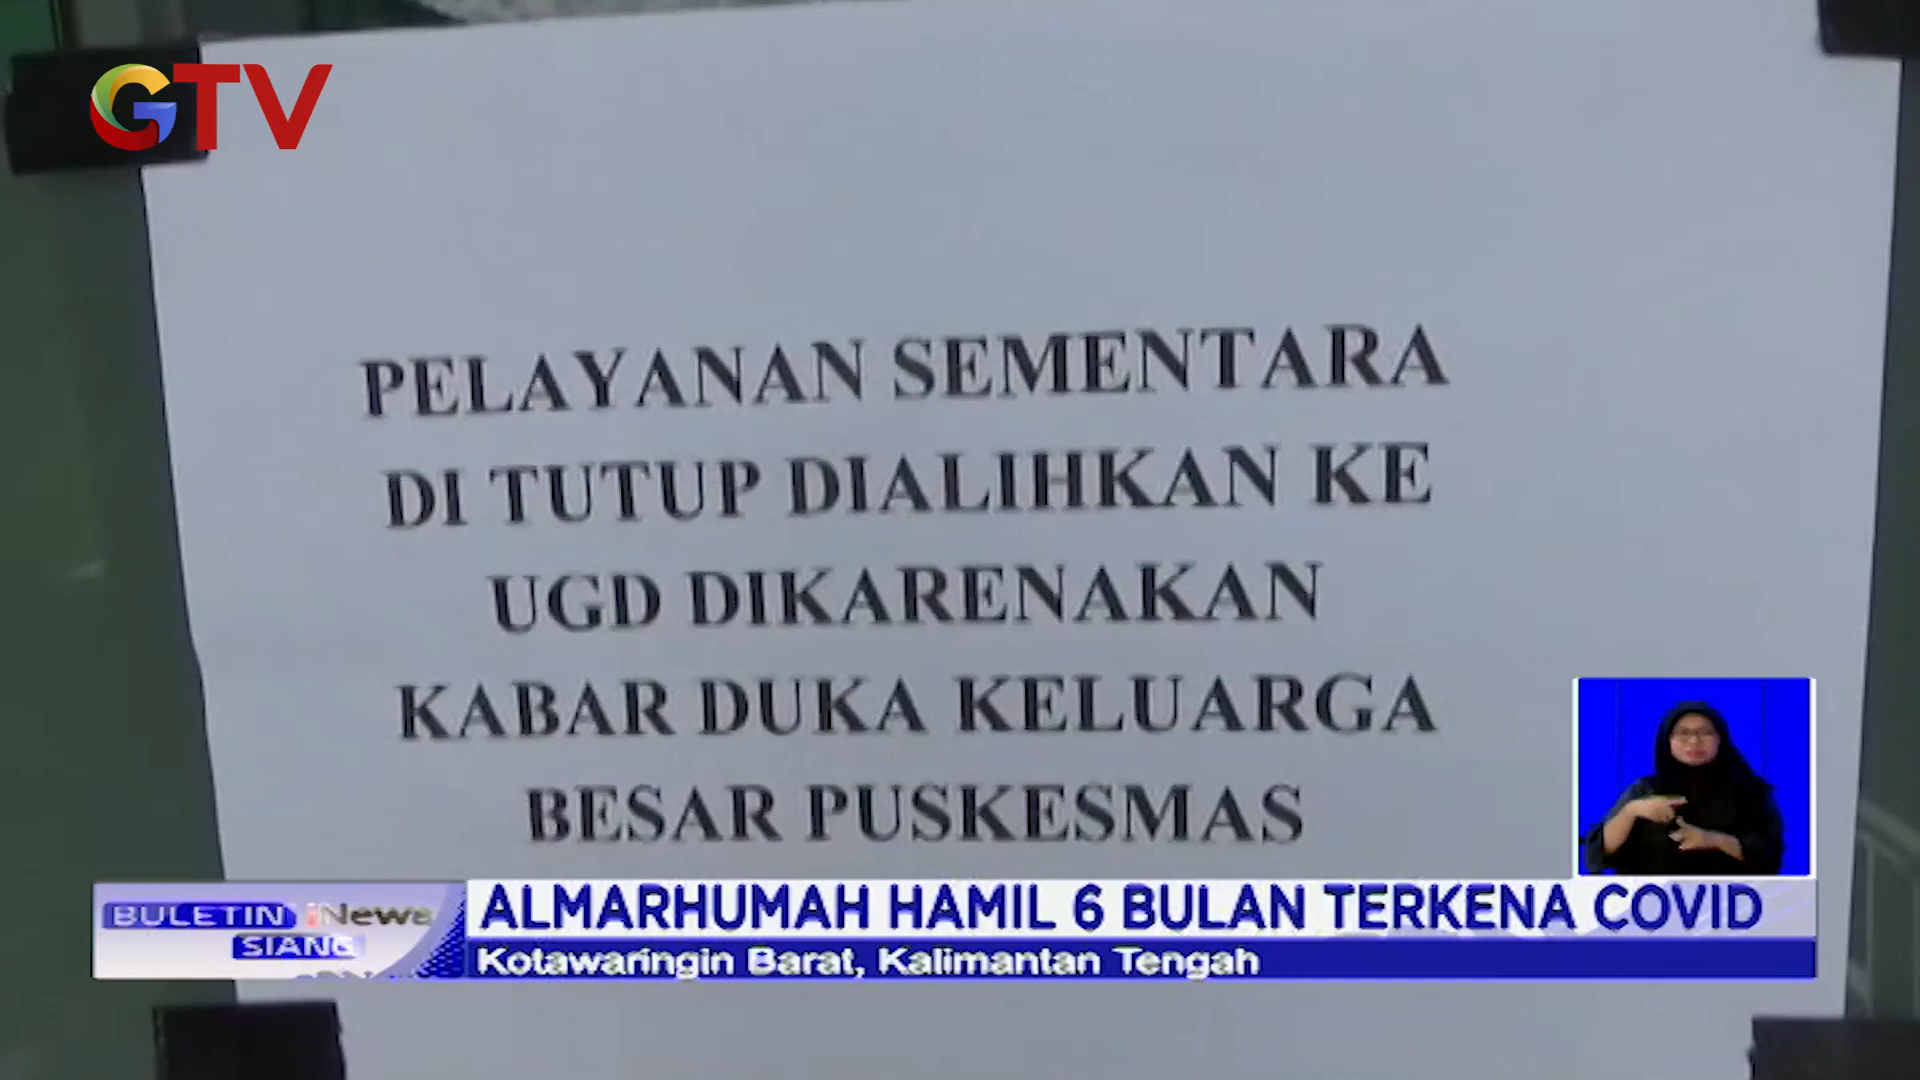 GTV
PELAYANAN SEMENTARA
DI TUTUP DIALIHKAN KE
UGD DIKARENAKAN
KABAR DUKA KELUARGA
BESAR PUSKESMAS
BULETIN iNews
SIANG
ALMARHUMAH HAMIL 6 BULAN TERKENA COVID
Kotawaringin Barat, Kalimantan Tengah